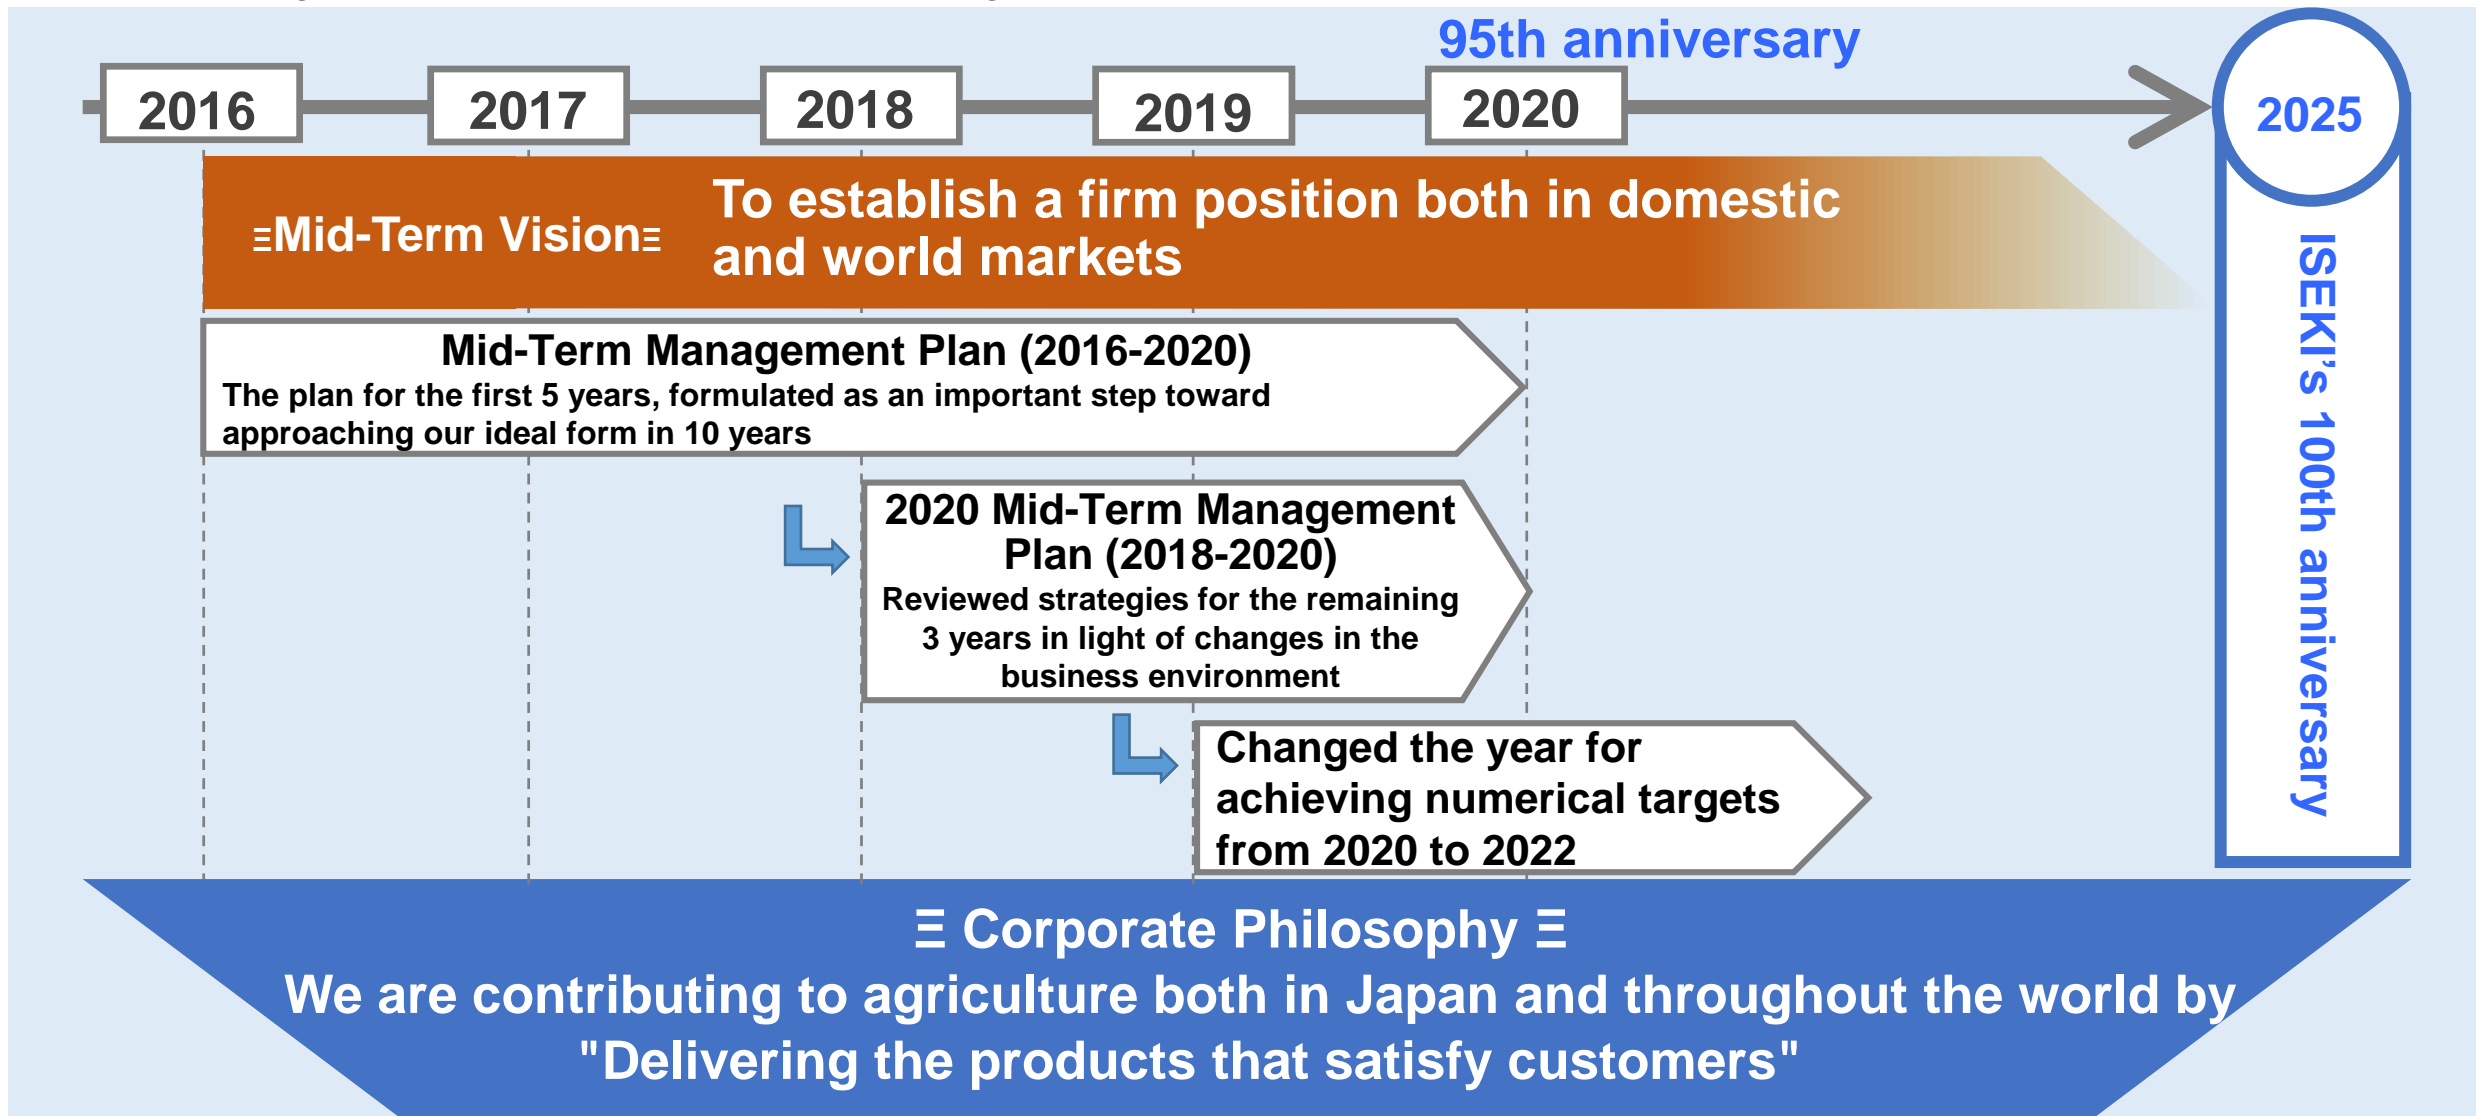 95th anniversary
2016
2017
2018
2019
2020
2025
≡Mid-Term Vision≡
To establish a firm position both in domestic
and world markets
ISEKI's 100th anniversary
Mid-Term Management Plan (2016-2020)
The plan for the first 5 years, formulated as an important step toward
approaching our ideal form in 10 years
2020 Mid-Term Management
Plan (2018-2020)
Reviewed strategies for the remaining
3 years in light of changes in the
business environment
Changed the year for
achieving numerical targets
from 2020 to 2022
Ξ Corporate Philosophy Ξ
We are contributing to agriculture both in Japan and throughout the world by
"Delivering the products that satisfy customers"